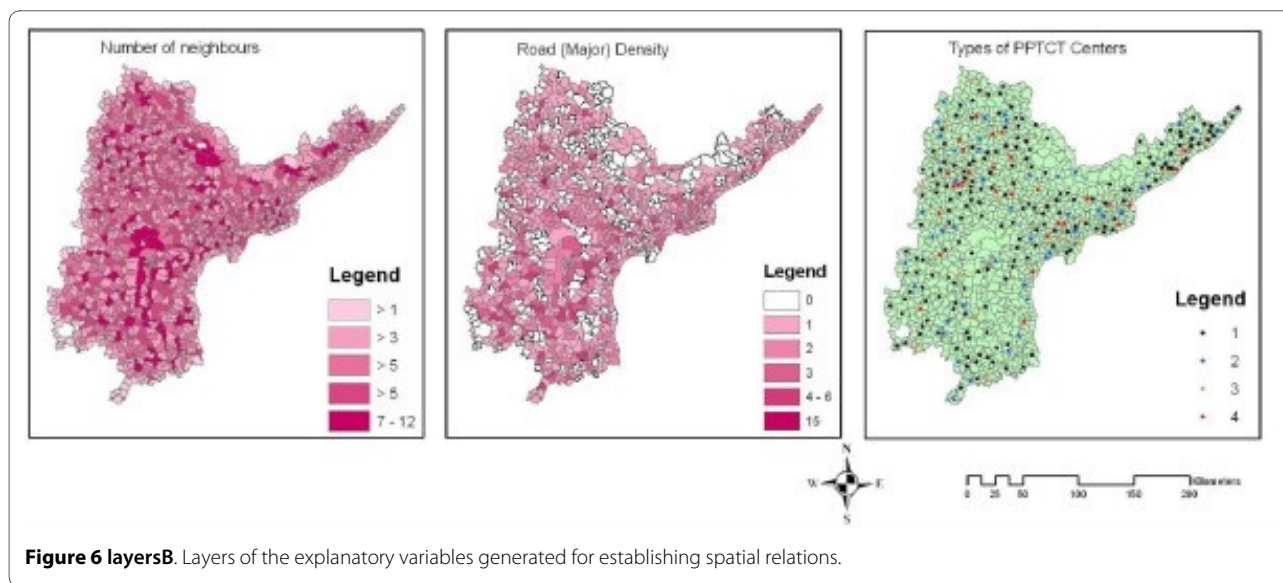 Number of neighbours
Legend
> 1
> 3
> 5
> 6
7 - 12
Road (Major) Density
Legend
0
1
2
3
4 - 6
15
Types of PPTCT Centers
Legend
1
2
3
4
N
W E
S
0 25 50 100 150 200
Kilometers
Figure 6 layersB. Layers of the explanatory variables generated for establishing spatial relations.